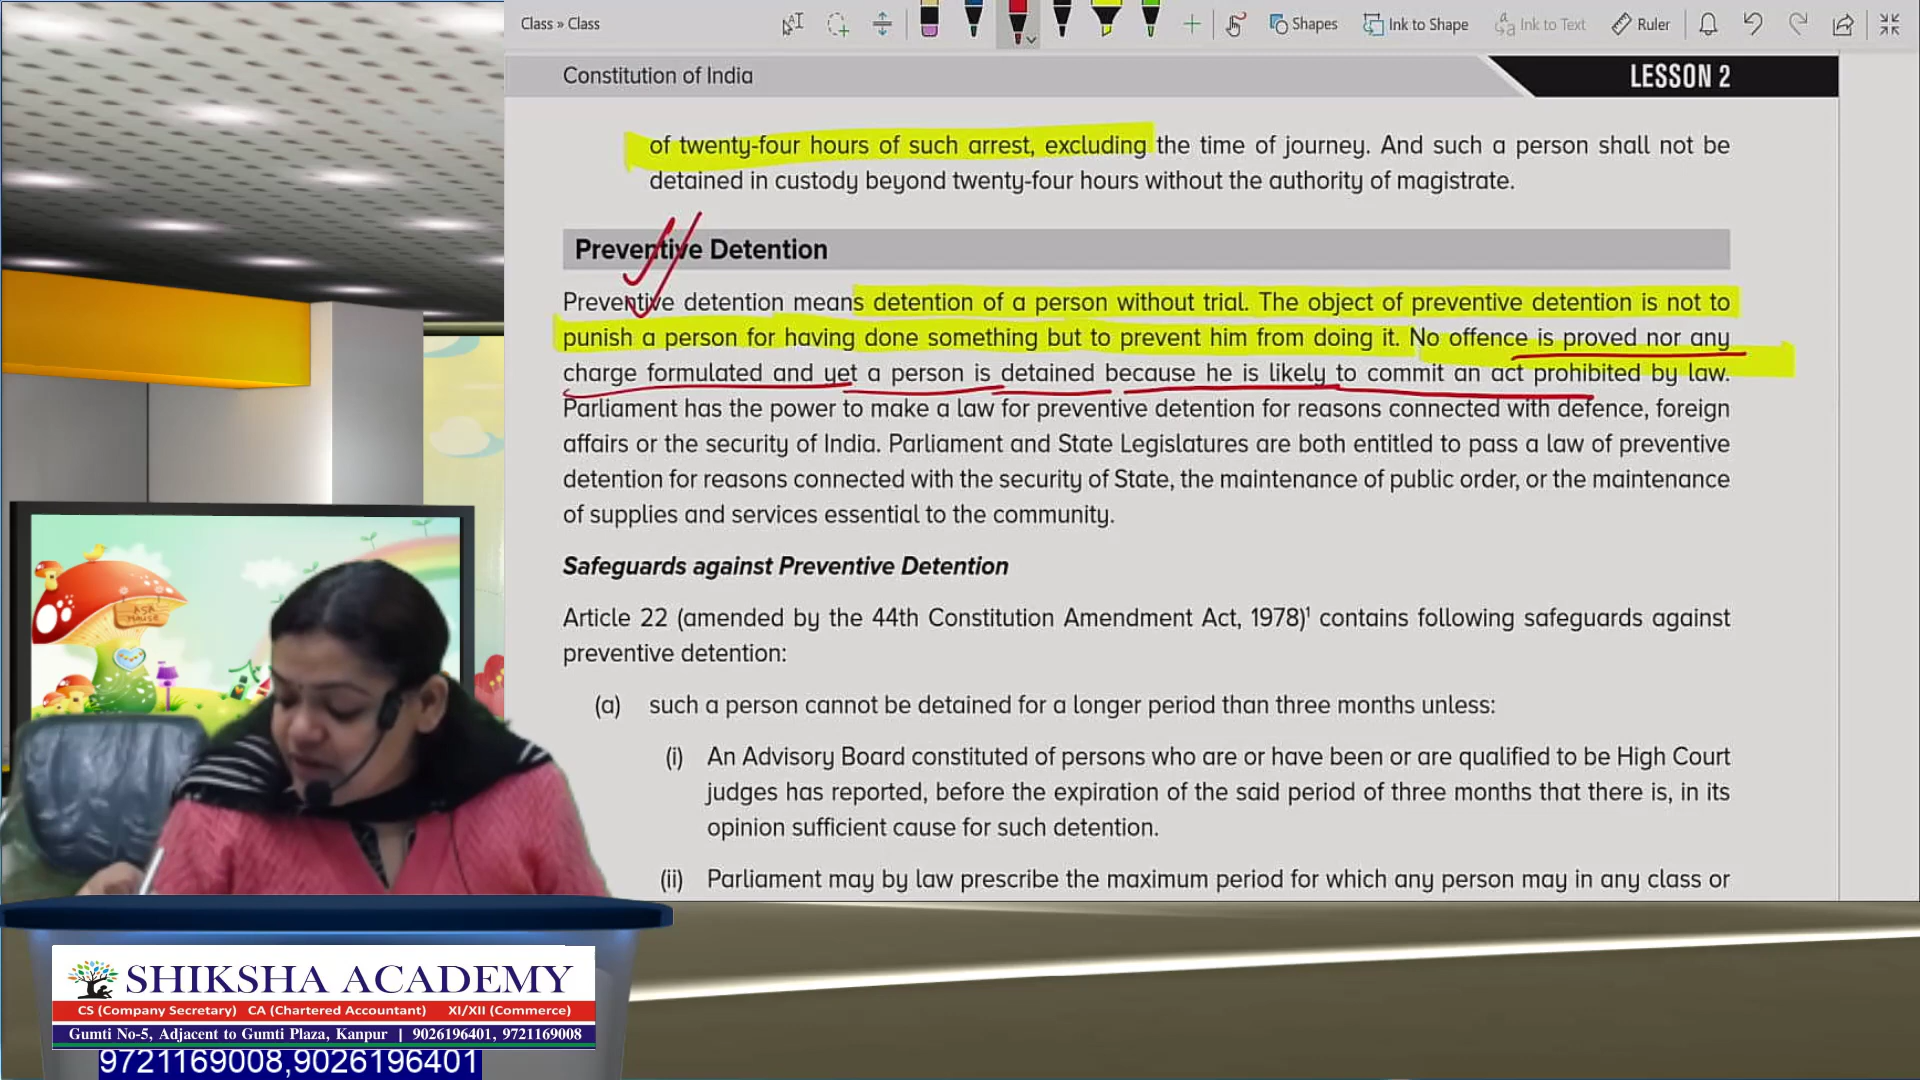 Class » Class
Shapes
Ink to Shape
Ink to Text
Ruler
Constitution of India
LESSON 2
of twenty-four hours of such arrest, excluding the time of journey. And such a person shall not be
detained in custody beyond twenty-four hours without the authority of magistrate.
Preventive Detention
Preventive detention means detention of a person without trial. The object of preventive detention is not to
punish a person for having done something but to prevent him from doing it. No offence is proved nor any
charge formulated and yet a person is detained because he is likely to commit an act prohibited by law.
Parliament has the power to make a law for preventive detention for reasons connected with defence, foreign
affairs or the security of India. Parliament and State Legislatures are both entitled to pass a law of preventive
detention for reasons connected with the security of State, the maintenance of public order, or the maintenance
of supplies and services essential to the community.
Safeguards against Preventive Detention
Article 22 (amended by the 44th Constitution Amendment Act, 1978)¹ contains following safeguards against
preventive detention:
(a) such a person cannot be detained for a longer period than three months unless:
(i) An Advisory Board constituted of persons who are or have been or are qualified to be High Court
judges has reported, before the expiration of the said period of three months that there is, in its
opinion sufficient cause for such detention.
(ii) Parliament may by law prescribe the maximum period for which any person may in any class or
SHIKSHA ACADEMY
CS (Company Secretary) CA (Chartered Accountant) XI/XII (Commerce)
Gumti No-5, Adjacent to Gumti Plaza, Kanpur | 9026196401, 9721169008
9721169008,9026196401